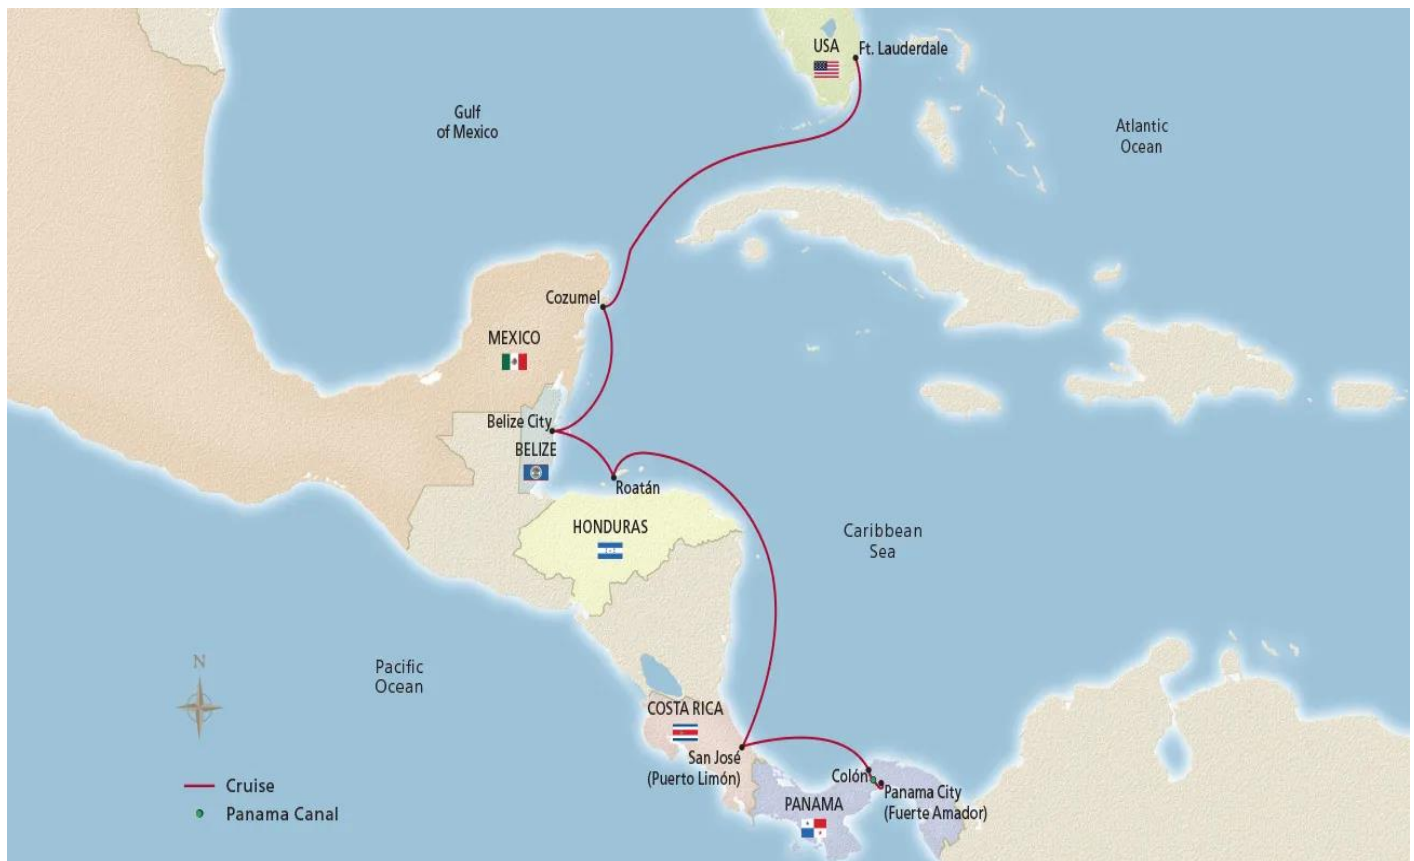 USA
Ft. Lauderdale
Gulf
of Mexico
Atlantic
Ocean
Cozumel
MEXICO
Belize City
BELIZE
Roatán
HONDURAS
Caribbean
Sea
N
Pacific
Ocean
COSTA RICA
San José
(Puerto Limón)
Colón
Panama City
(Fuerte Amador)
PANAMA
Cruise
Panama Canal